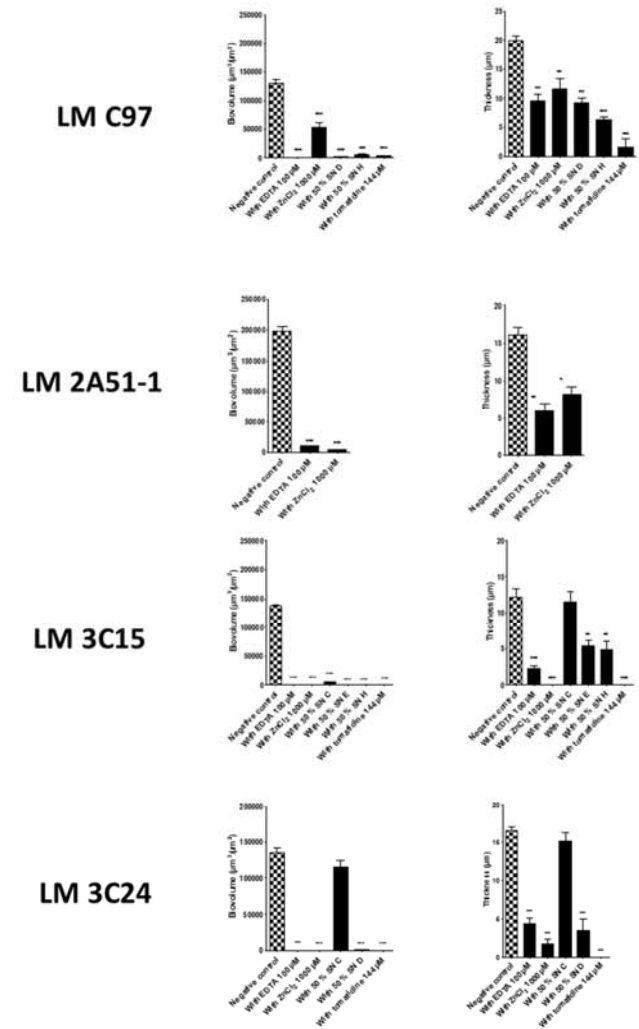 LM C97
Biovolume (µm³/µm²)
150000
100000
50000
0
Negative control
With EDTA 100 µM
With ZnCl₂ 1000 µM
With 50 % SN D
With 50 % SN H
With tomatidine 144 µM
Thickness (µm)
25
20
15
10
5
0
Negative control
With EDTA 100 µM
With ZnCl₂ 1000 µM
With 50 % SN D
With 50 % SN H
With tomatidine 144 µM
LM 2A51-1
Biovolume (µm³/µm²)
250000
200000
150000
100000
50000
0
Negative control
With EDTA 100 µM
With ZnCl₂ 1000 µM
Thickness (µm)
20
15
10
5
0
Negative control
With EDTA 100 µM
With ZnCl₂ 1000 µM
LM 3C15
Biovolume (µm³/µm²)
250000
200000
150000
100000
50000
0
Negative control
With EDTA 100 µM
With ZnCl₂ 1000 µM
With 50 % SN C
With 50 % SN E
With 50 % SN H
With tomatidine 144 µM
Thickness (µm)
20
15
10
5
0
Negative control
With EDTA 100 µM
With ZnCl₂ 1000 µM
With 50 % SN C
With 50 % SN E
With 50 % SN H
With tomatidine 144 µM
LM 3C24
Biovolume (µm³/µm²)
200000
150000
100000
50000
0
Negative control
With EDTA 100 µM
With ZnCl₂ 1000 µM
With 50 % SN C
With 50 % SN D
With tomatidine 144 µM
Thickness (µm)
20
15
10
5
0
Negative control
With EDTA 100 µM
With ZnCl₂ 1000 µM
With 50 % SN C
With 50 % SN D
With tomatidine 144 µM